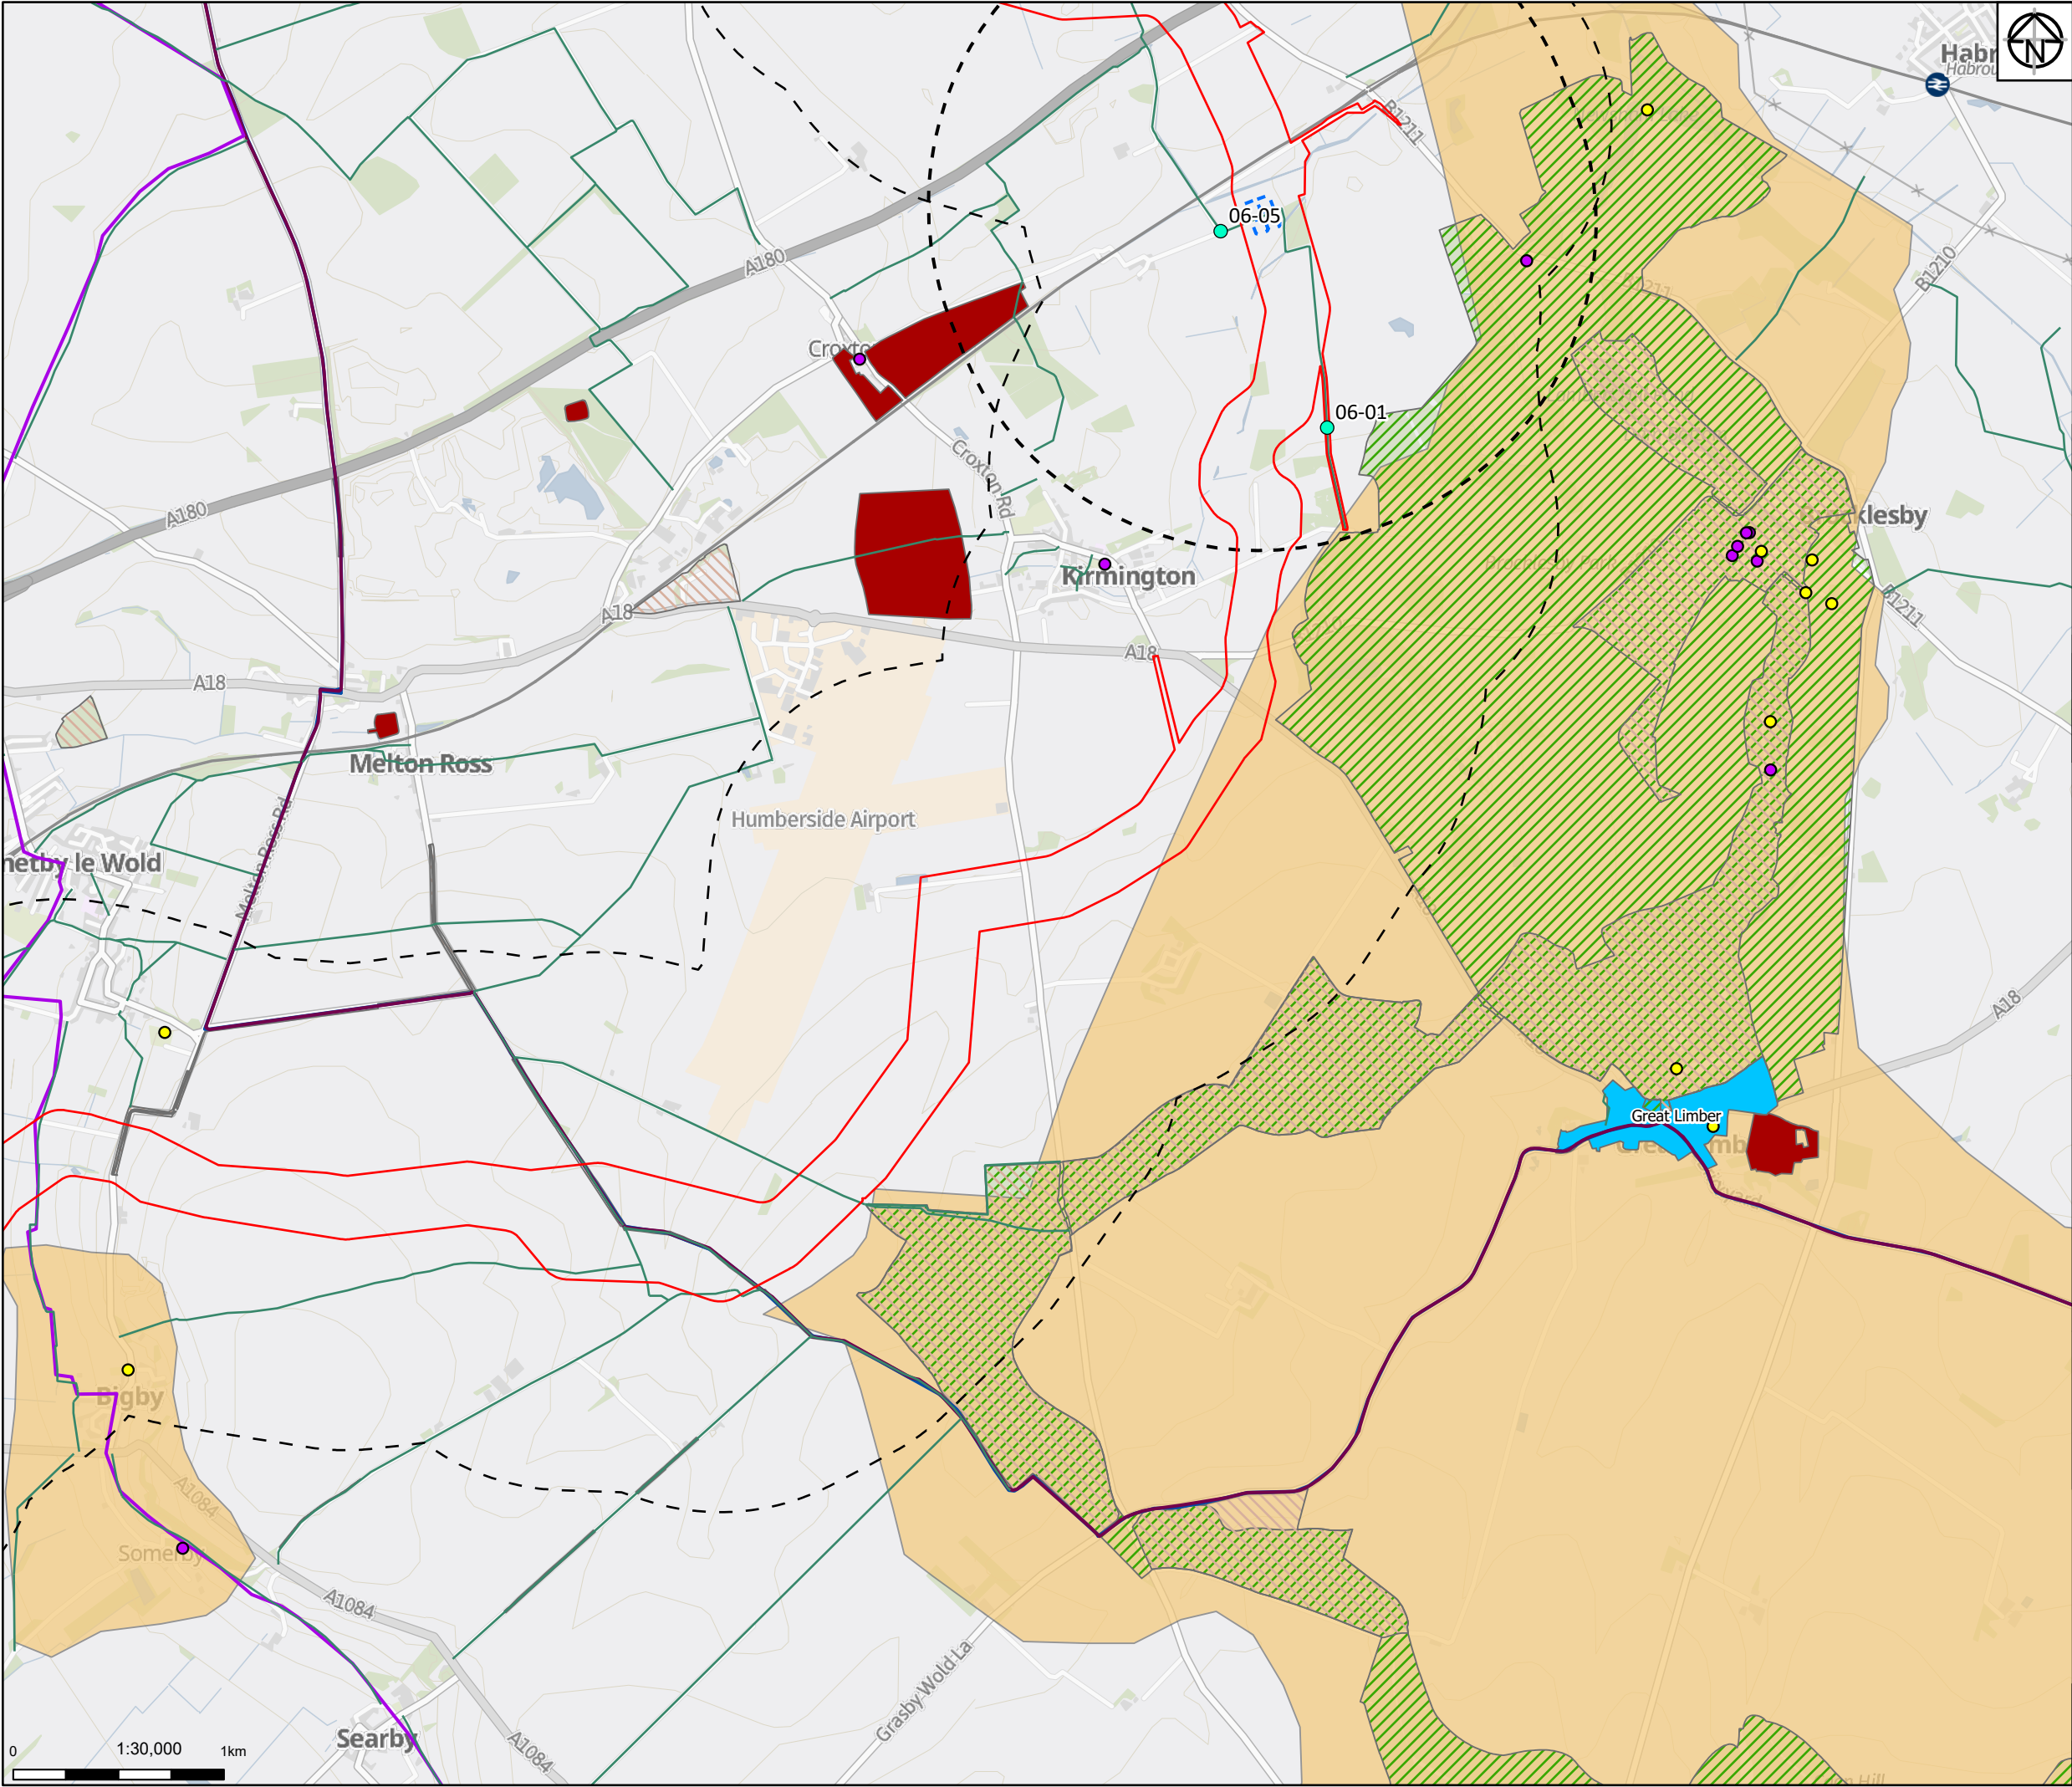 N
Habr
Habrou
B1211
06-05
A180
B1210
B1211
Croxto
06-01
Croxton Rd
A180
klesby
Kirmington
A18
B1211
A18
A18
Melton Ross
Humberside Airport
Melton Ross Rd
netby le Wold
A18
Great Limber
Bigby
A1084
Somerby
A1084
Grasby Wold La
Searby
A1084
0
1:30,000
1km